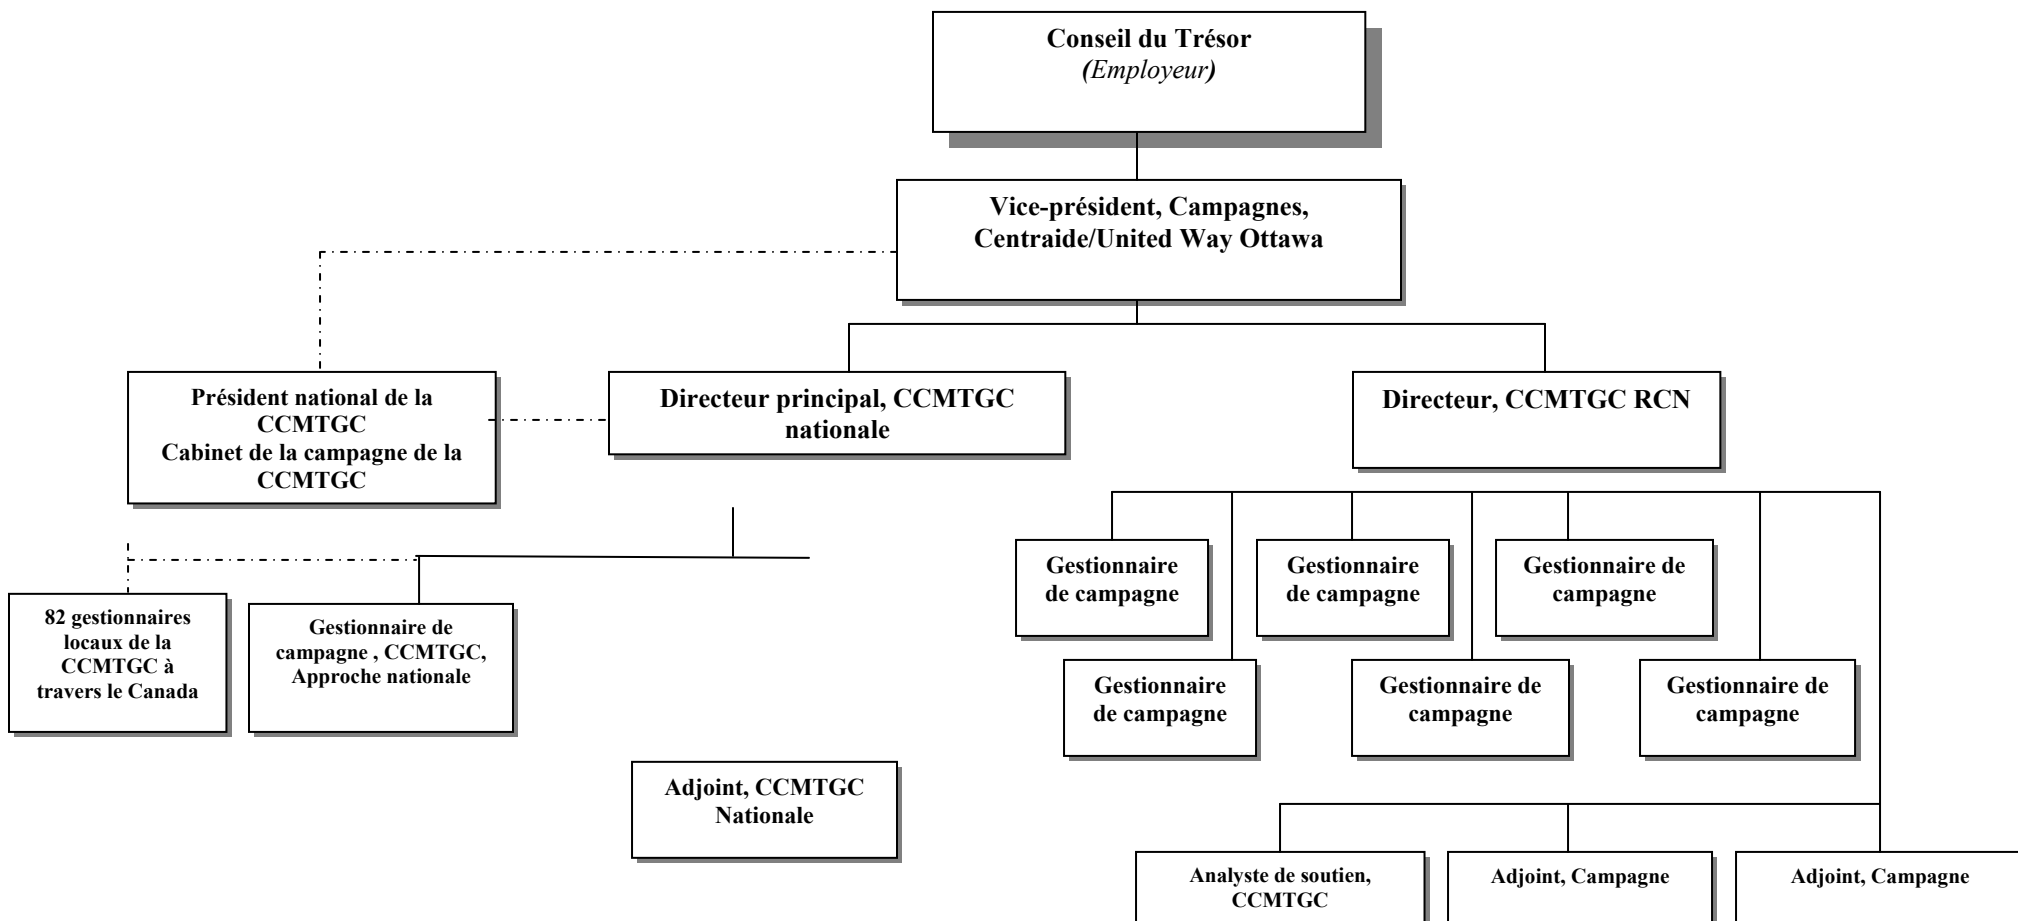 Conseil du Trésor
(Employeur)
Vice-président, Campagnes,
Centraide/United Way Ottawa
Président national de la
CCMTGC
Cabinet de la campagne de la
CCMTGC
Directeur principal, CCMTGC
nationale
Directeur, CCMTGC RCN
Gestionnaire
de campagne
Gestionnaire
de campagne
Gestionnaire de
campagne
82 gestionnaires
locaux de la
CCMTGC à
travers le Canada
Gestionnaire de
campagne , CCMTGC,
Approche nationale
Gestionnaire
de campagne
Gestionnaire de
campagne
Gestionnaire de
campagne
Adjoint, CCMTGC
Nationale
Analyste de soutien,
CCMTGC
Adjoint, Campagne
Adjoint, Campagne